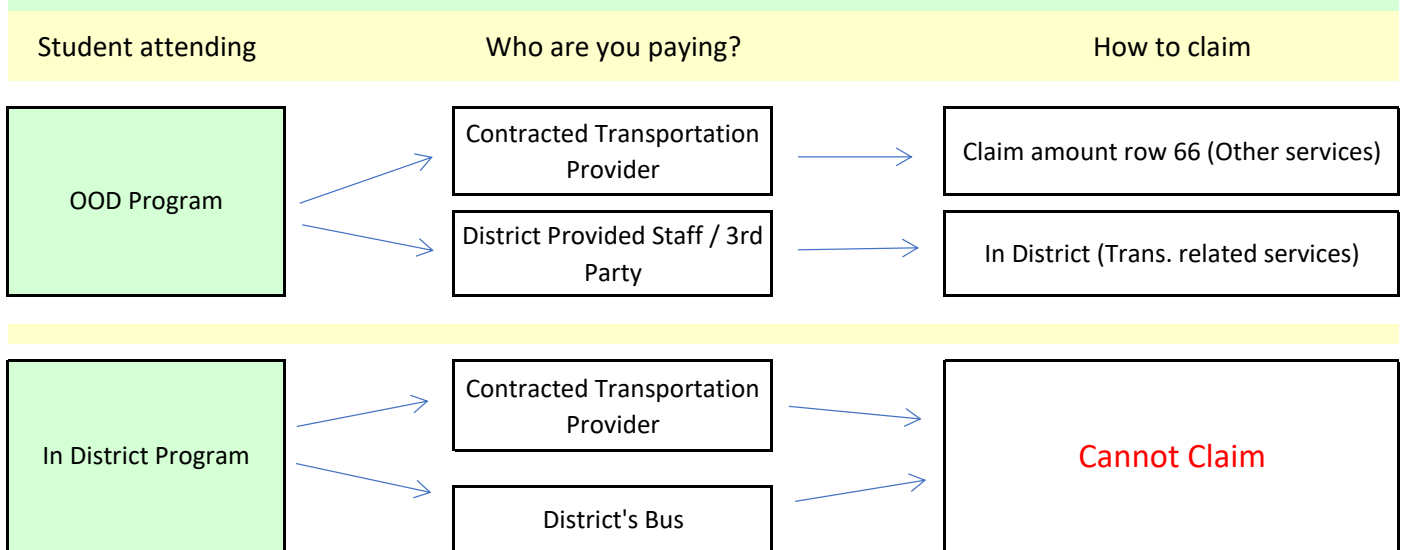 Student attending
Who are you paying?
How to claim
OOD Program
Contracted Transportation
Provider
Claim amount row 66 (Other services)
District Provided Staff / 3rd
Party
In District (Trans. related services)
In District Program
Contracted Transportation
Provider
District's Bus
Cannot Claim